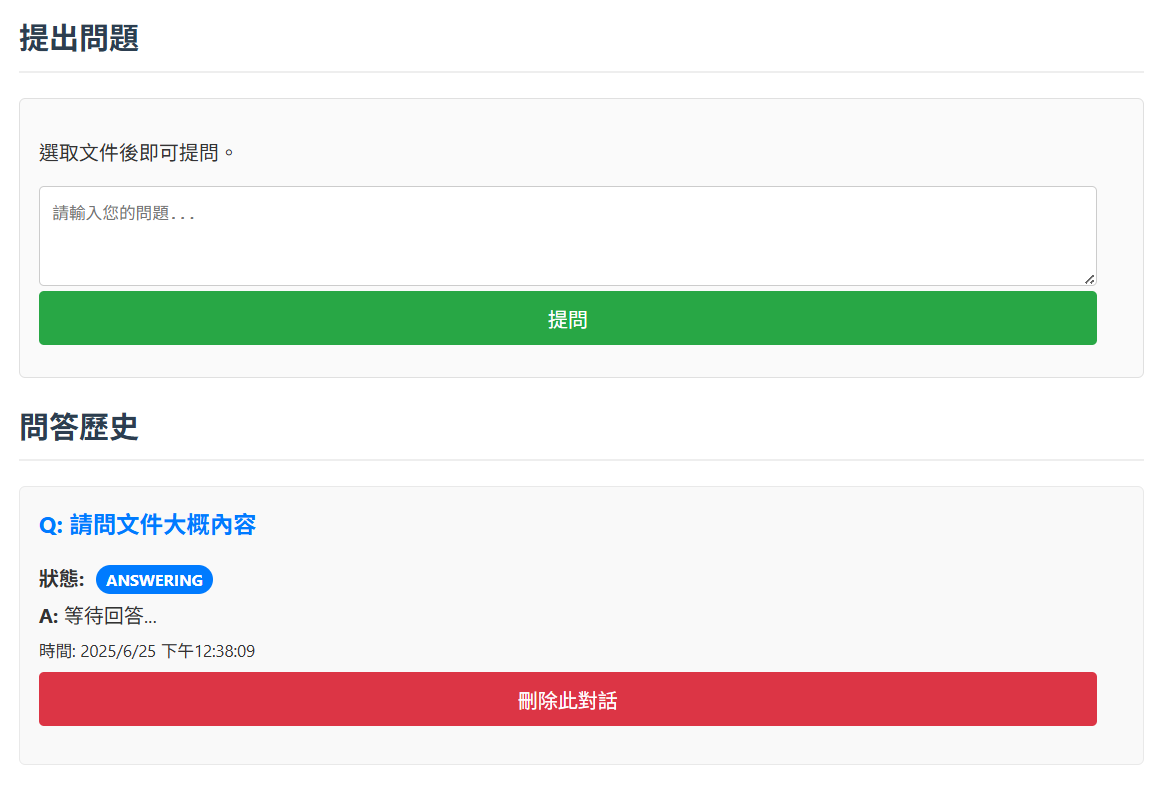 提出問題
選取文件後即可提問。
請輸入您的問題...
提問
問答歷史
Q: 請問文件大概內容
狀態: ANSWERING
A: 等待回答...
時間: 2025/6/25 下午12:38:09
刪除此對話